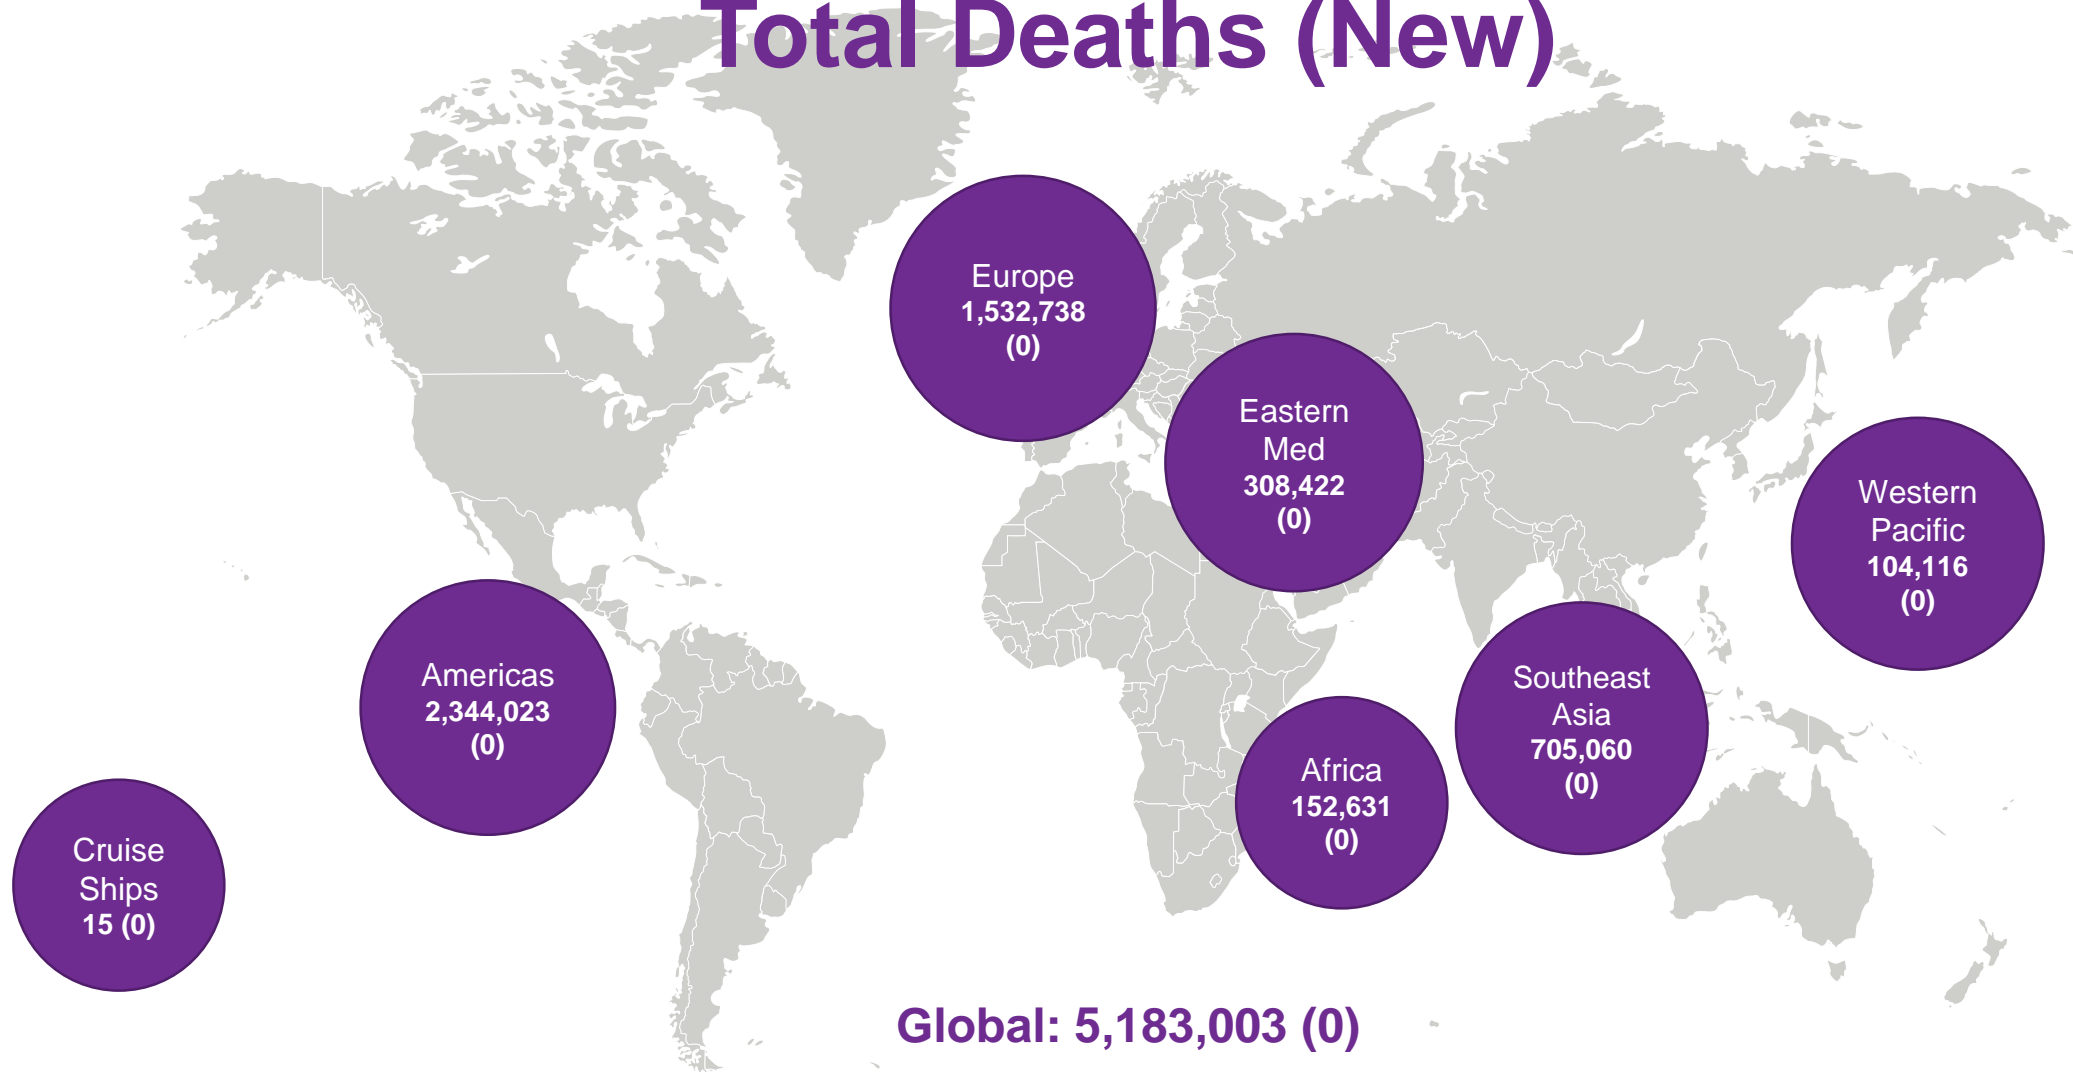 Total Deaths (New)
Europe
1,532,738
(0)
Eastern
Med
308,422
(0)
Western
Pacific
104,116
(0)
Americas
2,344,023
(0)
Southeast
Asia
705,060
(0)
Africa
152,631
(0)
Cruise
Ships
15 (0)
Global: 5,183,003 (0)